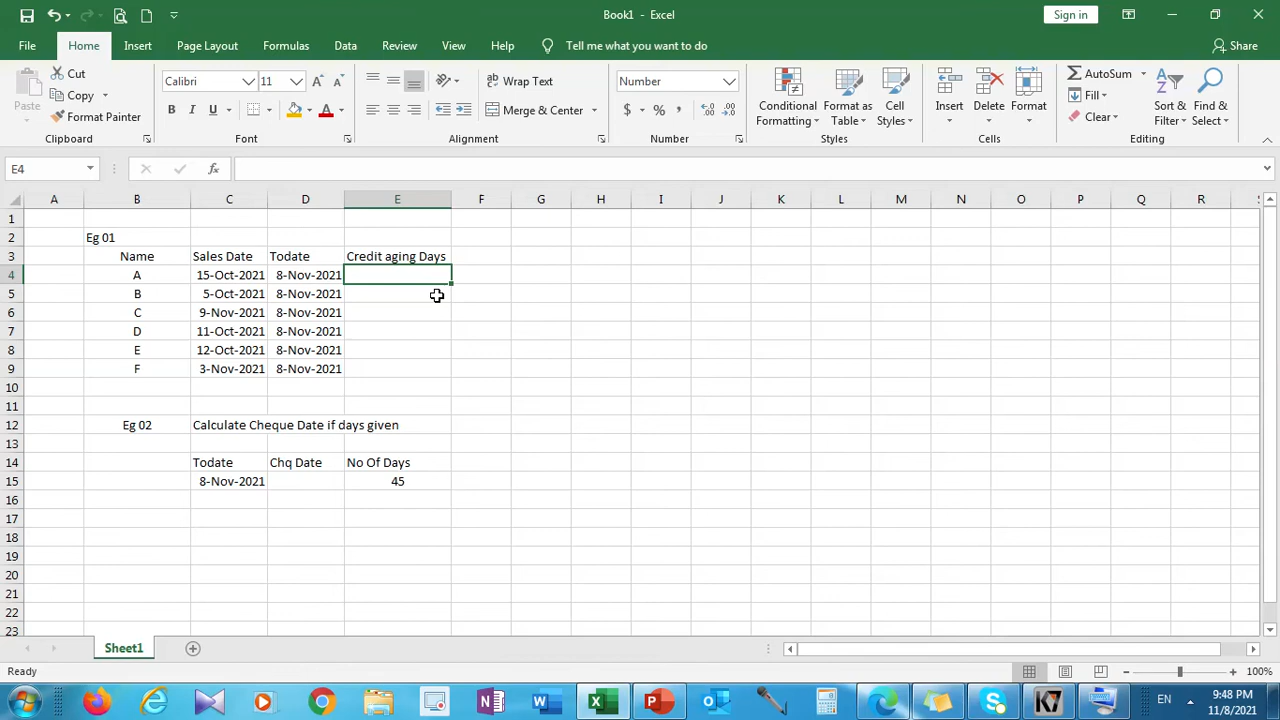 Book1 - Excel
Sign in
File Home Insert Page Layout Formulas Data Review View Help Tell me what you want to do Share
Paste Cut
Copy
Format Painter
Clipboard
Calibri 11 A A
B I U A
Font
ab Wrap Text
Merge & Center
Alignment
Number
$ % ,
Number
Conditional Formatting Format as Table Cell Styles
Styles
Insert Delete Format
Cells
AutoSum
Fill
Clear
Sort & Filter Find & Select
Editing
E4 fx
A B C D E F G H I J K L M N O P Q R
1
2 Eg 01
3 Name Sales Date Todate Credit aging Days
4 A 15-Oct-2021 8-Nov-2021
5 B 5-Oct-2021 8-Nov-2021
6 C 9-Nov-2021 8-Nov-2021
7 D 11-Oct-2021 8-Nov-2021
8 E 12-Oct-2021 8-Nov-2021
9 F 3-Nov-2021 8-Nov-2021
10
11
12 Eg 02 Calculate Cheque Date if days given
13
14 Todate Chq Date No Of Days
15 8-Nov-2021 45
16
17
18
19
20
21
22
23
Sheet1
Ready 100%
EN 9:48 PM
11/8/2021